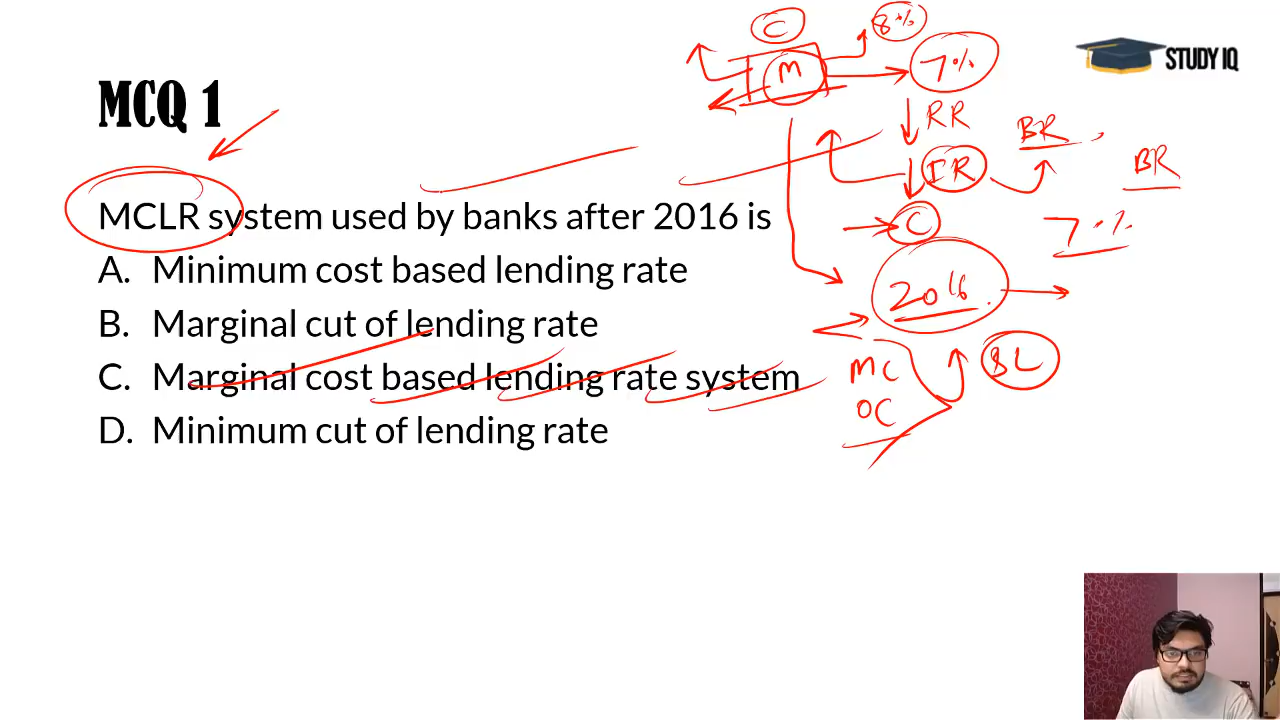 C
8%
M
7%
STUDY IQ
MCQ 1
RR
BR
IR
BR
MCLR system used by banks after 2016 is
C
7%
A. Minimum cost based lending rate
2016
B. Marginal cut of lending rate
MC
C. Marginal cost based lending rate system
OC
D. Minimum cut of lending rate